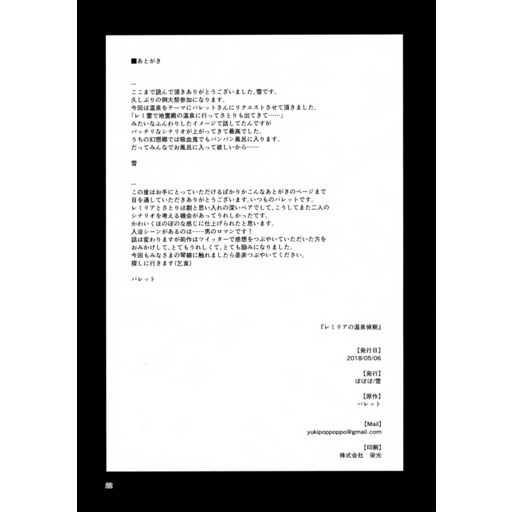 ■あとがき
--
ここまで読んで頂きありがとうございました。雪です。
久しぶりの例大祭参加になります。
今回は温泉をテーマにパレットさんにリクエストさせて頂きました。
「レミ霊で地霊殿の温泉に行ってさとりも出てきて……」
みたいなふんわりしたイメージで話してたんですが
バッチリなシナリオが上がってきて最高でした。
うちの幻想郷では吸血鬼でもバンバン風呂に入ります。
だってみんなでお風呂に入って欲しいから……
雪
--
この度はお手にとっていただけるばかりかこんなあとがきのページまで
目を通していただきありがとうございます。いつものパレットです。
レミリアとさとりは割と思い入れの深いペアでして、こうしてまた二人の
シナリオを考える機会があってうれしかったです。
かわいくほのぼのな感じに仕上げられたと思います。
入浴シーンがあるのは……男のロマンです！
話は変わりますが前作はツイッターで感想をつぶやいていただいた方を
おみかけして、とてもうれしくて、とても励みになりました。
今回もみなさまの琴線に触れましたら是非つぶやいてください。
探しに行きます(乞食)
パレット
『レミリアの温泉偵察』
【発行日】
2018/05/06
【発行】
ぽぽぽ/雪
【原作】
パレット
【Mail】
yukipoppoppo@gmail.com
【印刷】
株式会社　栄光